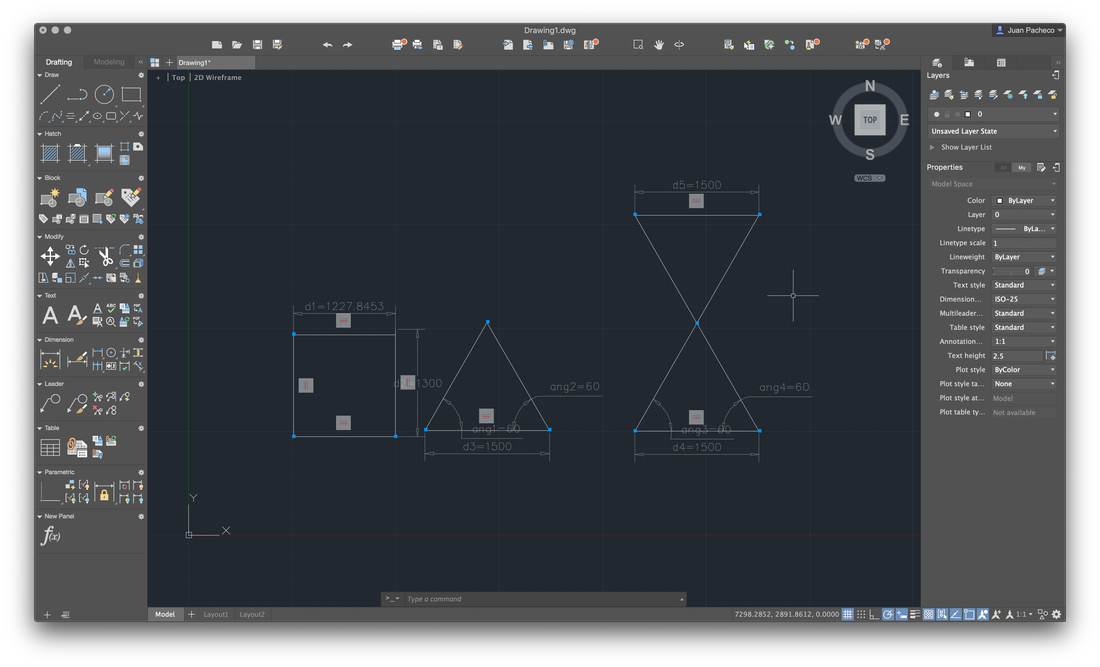 Drawing1.dwg
Juan Pacheco
Drafting
Modeling
Drawing1*
Draw
+ | Top | 2D Wireframe
Hatch
Block
Modify
Text
Dimension
Leader
Table
Parametric
New Panel
f(x)
N
W
TOP
E
S
WCS
d5=1500
d1=1227.8453
d2=1300
ang2=60
ang4=60
ang1=60
d3=1500
ang3=60
d4=1500
Y
X
>_
Type a command
Model
Layout1
Layout2
7298.2852, 2891.8612, 0.0000
1:1
Layers
0
Unsaved Layer State
Show Layer List
Properties
All
My
Model Space
Color ByLayer
Layer 0
Linetype ByLa...
Linetype scale 1
Lineweight ByLayer
Transparency 0
Text style Standard
Dimension... ISO-25
Multileader... Standard
Table style Standard
Annotation... 1:1
Text height 2.5
Plot style ByColor
Plot style ta... None
Plot style at... Model
Plot table ty... Not available